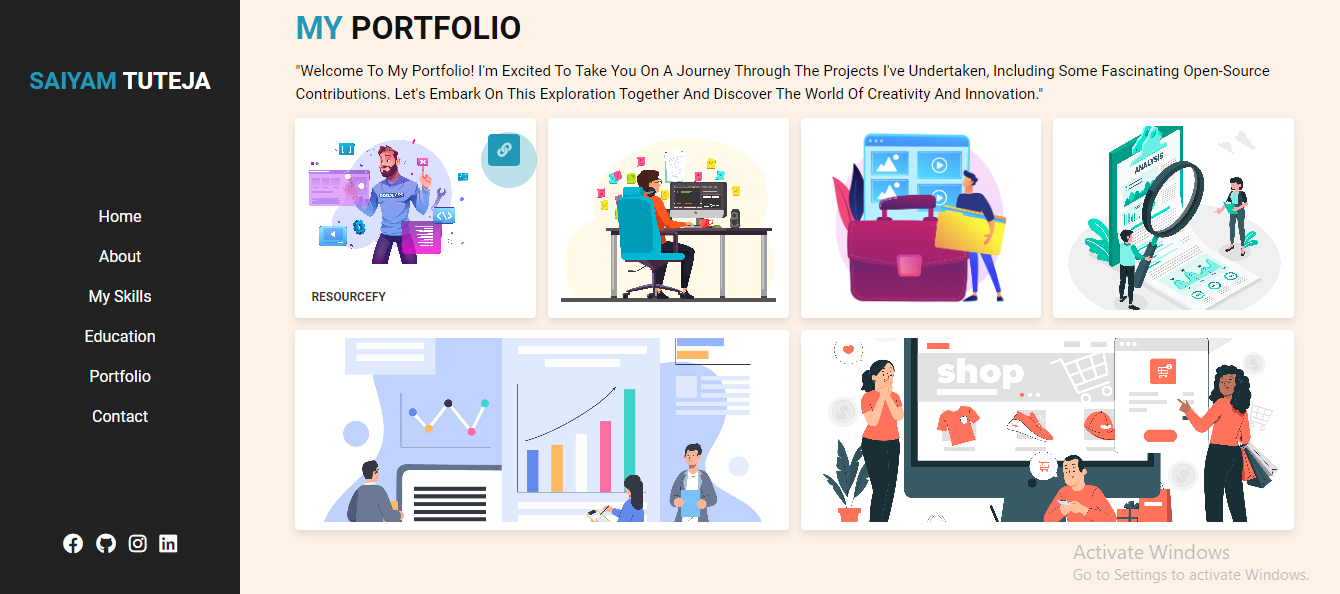 SAIYAM TUTEJA
Home
About
My Skills
Education
Portfolio
Contact
MY PORTFOLIO
"Welcome To My Portfolio! I'm Excited To Take You On A Journey Through The Projects I've Undertaken, Including Some Fascinating Open-Source
Contributions. Let's Embark On This Exploration Together And Discover The World Of Creativity And Innovation."
RESOURCEFY
ANALYSIS
shop
Activate Windows
Go to Settings to activate Windows.